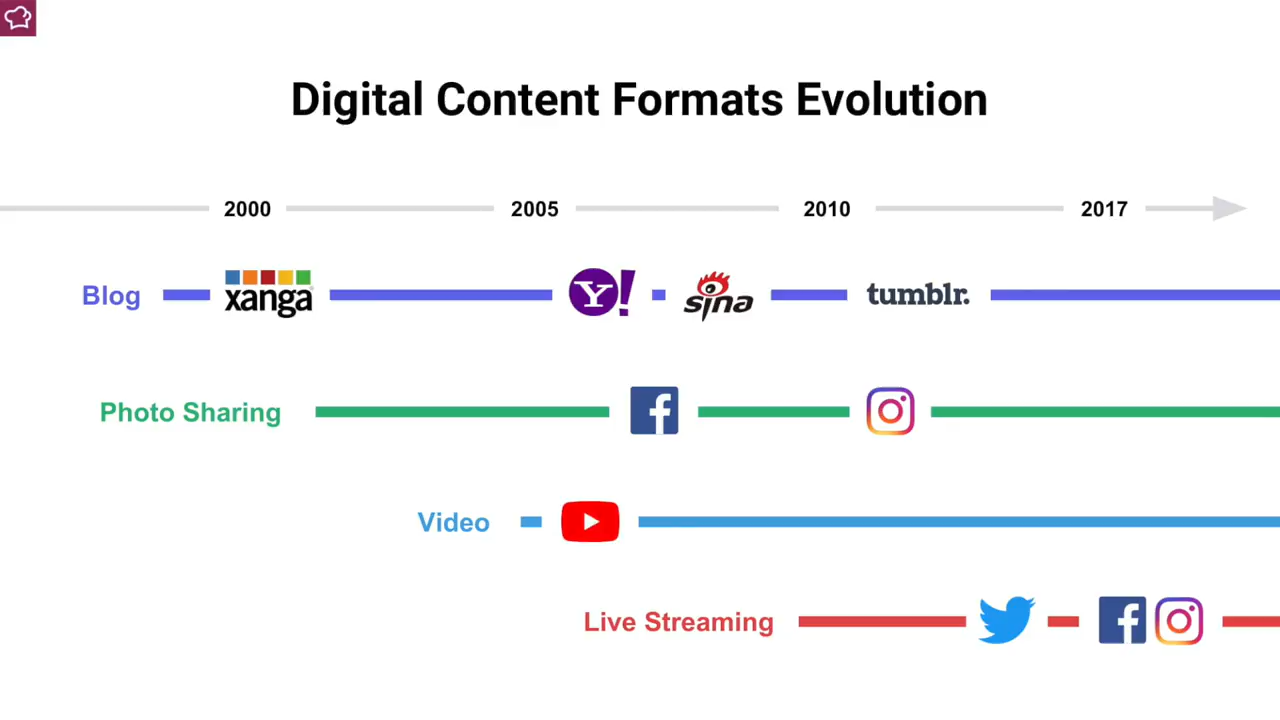 Digital Content Formats Evolution
2000 2005 2010 2017
Blog xanga Y! sina tumblr.
Photo Sharing f
Video
Live Streaming f